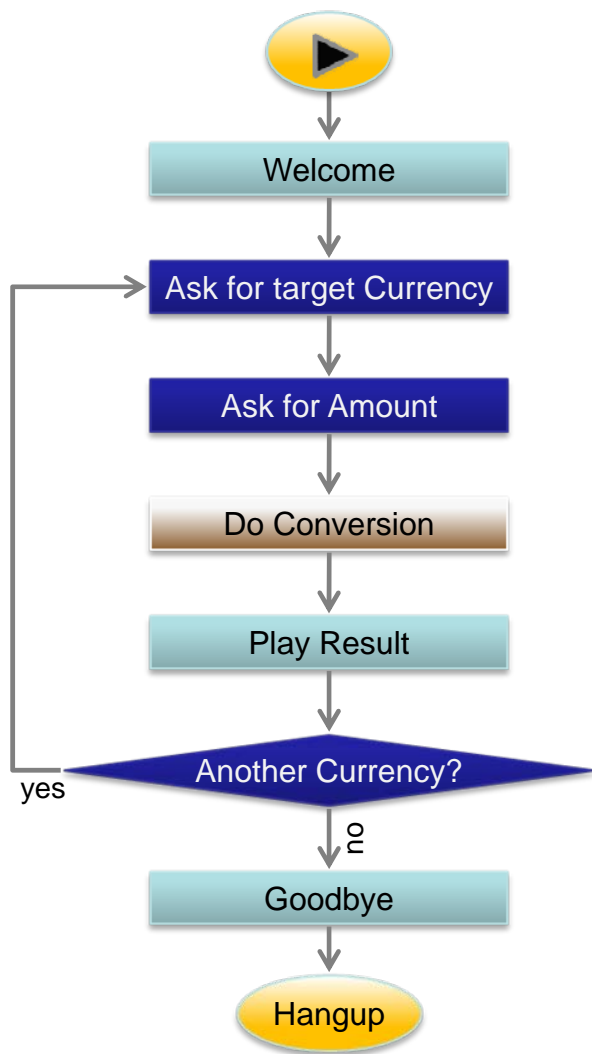 Welcome
Ask for target Currency
Ask for Amount
Do Conversion
Play Result
Another Currency?
yes
no
Goodbye
Hangup